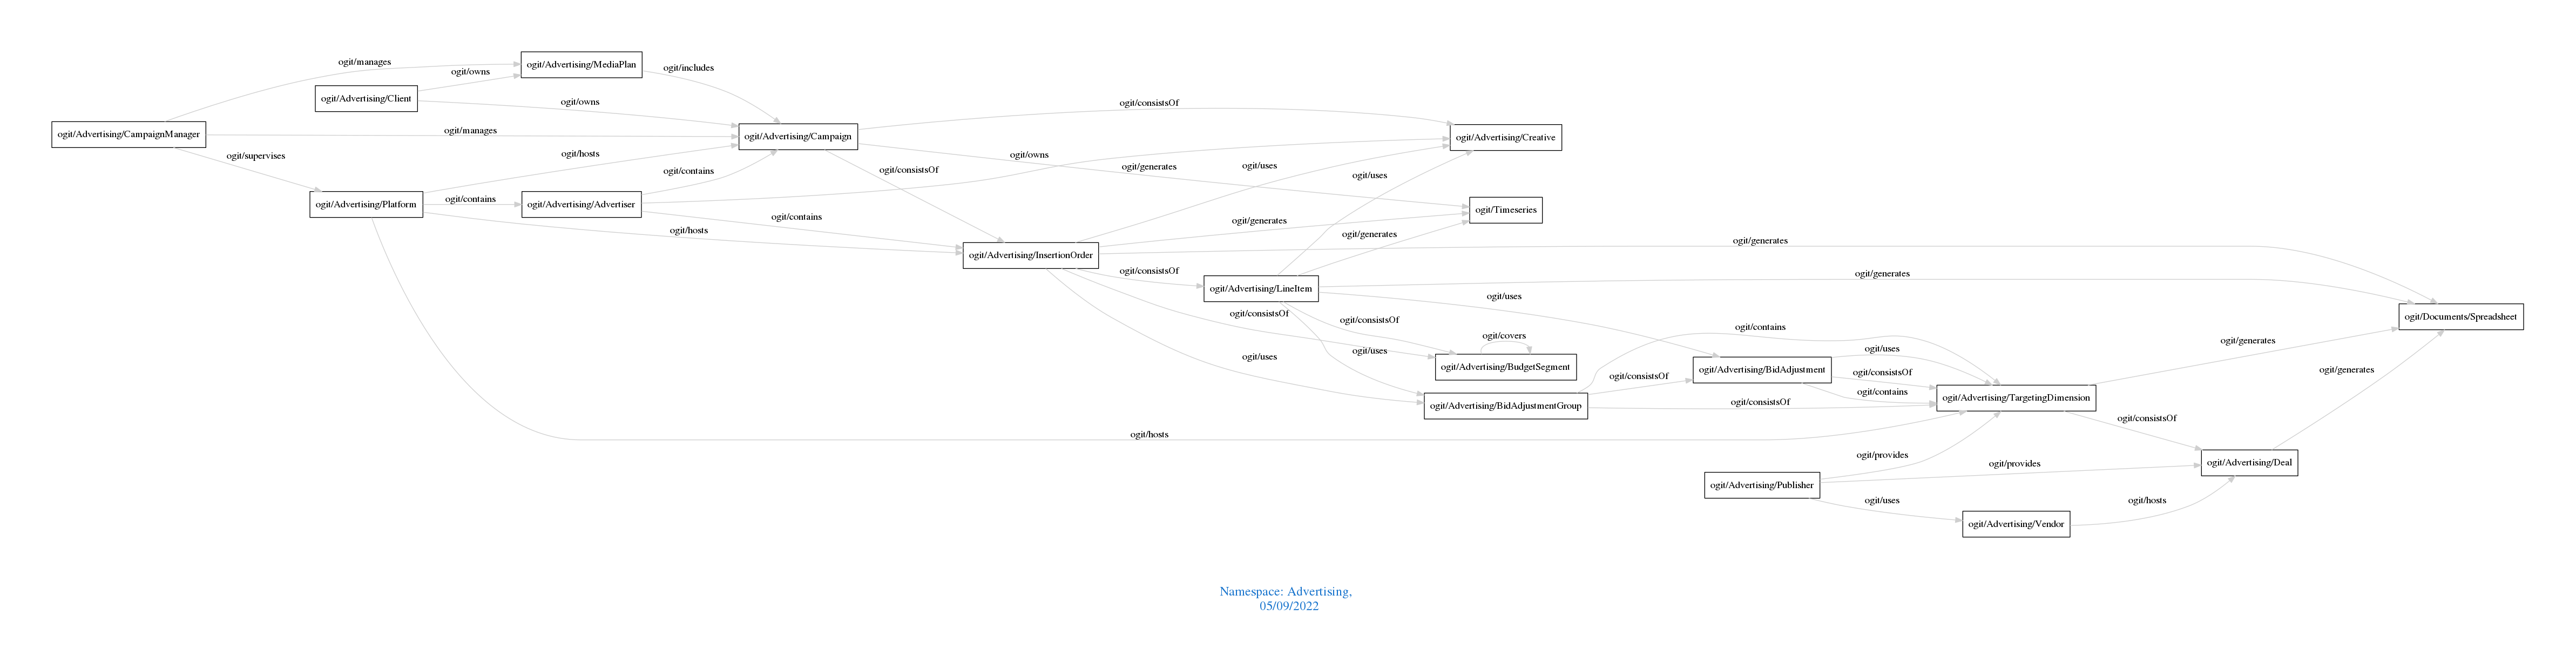 ogit/manages
ogit/Advertising/MediaPlan
ogit/includes
ogit/owns
ogit/Advertising/Client
ogit/owns
ogit/consistsOf
ogit/Advertising/CampaignManager
ogit/manages
ogit/Advertising/Campaign
ogit/Advertising/Creative
ogit/supervises
ogit/hosts
ogit/owns
ogit/contains
ogit/consistsOf
ogit/generates
ogit/uses
ogit/uses
ogit/Advertising/Platform
ogit/contains
ogit/Advertising/Advertiser
ogit/Timeseries
ogit/contains
ogit/hosts
ogit/generates
ogit/generates
ogit/generates
ogit/Advertising/InsertionOrder
ogit/consistsOf
ogit/generates
ogit/Advertising/LineItem
ogit/uses
ogit/consistsOf
ogit/consistsOf
ogit/Documents/Spreadsheet
ogit/covers
ogit/contains
ogit/uses
ogit/uses
ogit/uses
ogit/generates
ogit/Advertising/BudgetSegment
ogit/consistsOf
ogit/Advertising/BidAdjustment
ogit/consistsOf
ogit/generates
ogit/contains
ogit/Advertising/TargetingDimension
ogit/Advertising/BidAdjustmentGroup
ogit/consistsOf
ogit/consistsOf
ogit/hosts
ogit/provides
ogit/provides
ogit/Advertising/Deal
ogit/Advertising/Publisher
ogit/uses
ogit/hosts
ogit/Advertising/Vendor
Namespace: Advertising,
05/09/2022